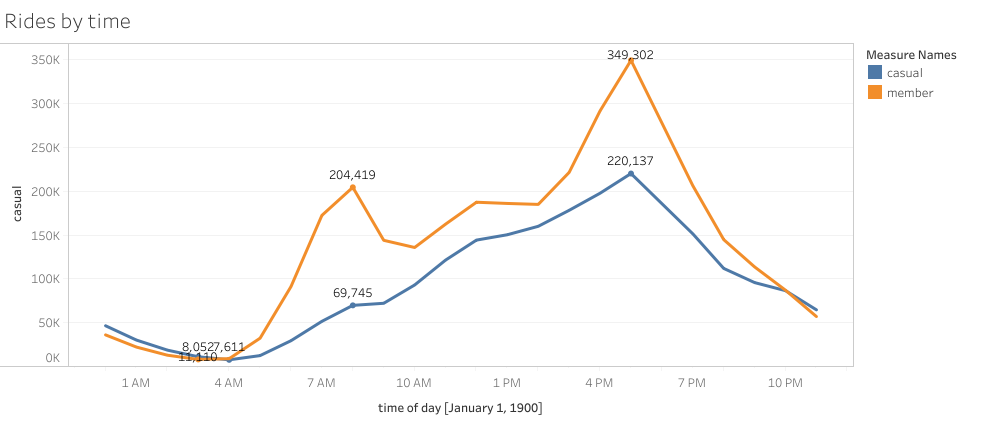 Rides by time
350K
300K
250K
200K
150K
100K
50K
0K
casual
349,302
220,137
204,419
69,745
8,052
7,611
11,110
1 AM
4 AM
7 AM
10 AM
1 PM
4 PM
7 PM
10 PM
time of day [January 1, 1900]
Measure Names
casual
member